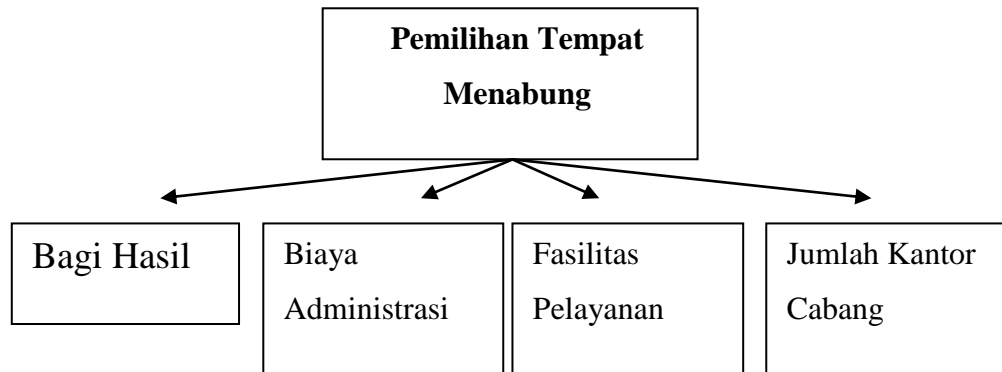 Pemilihan Tempat
Menabung
Bagi Hasil
Biaya
Administrasi
Fasilitas
Pelayanan
Jumlah Kantor
Cabang